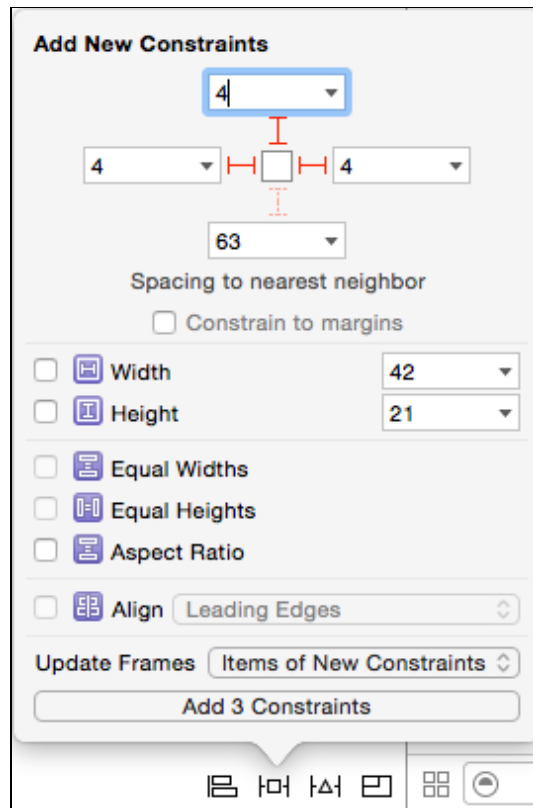 Add New Constraints
4
4 4
63
Spacing to nearest neighbor
Constrain to margins
Width 42
Height 21
Equal Widths
Equal Heights
Aspect Ratio
Align Leading Edges
Update Frames Items of New Constraints
Add 3 Constraints